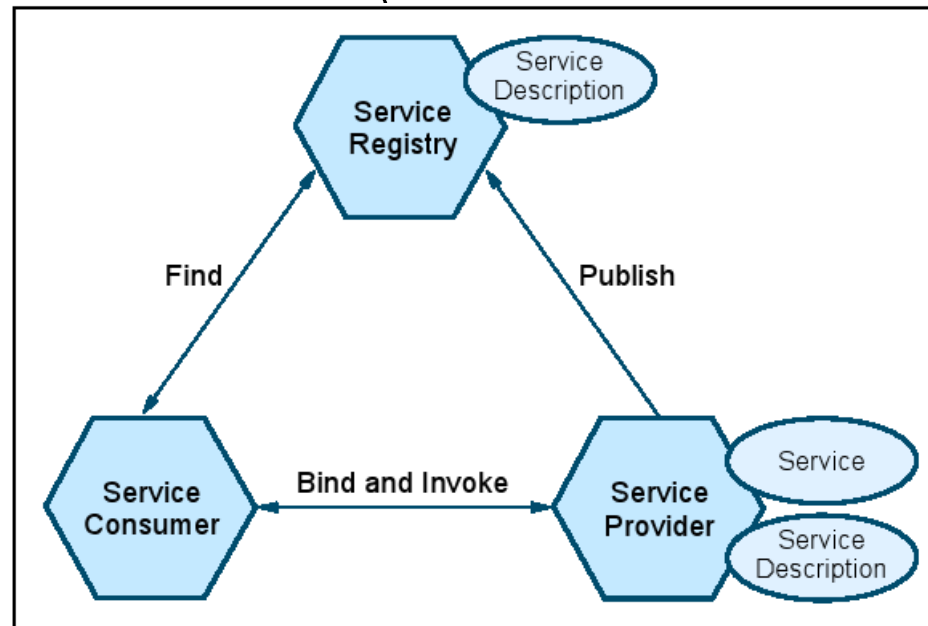 Service
Description
Service
Registry
Find
Publish
Bind and Invoke
Service
Consumer
Service
Provider
Service
Service
Description